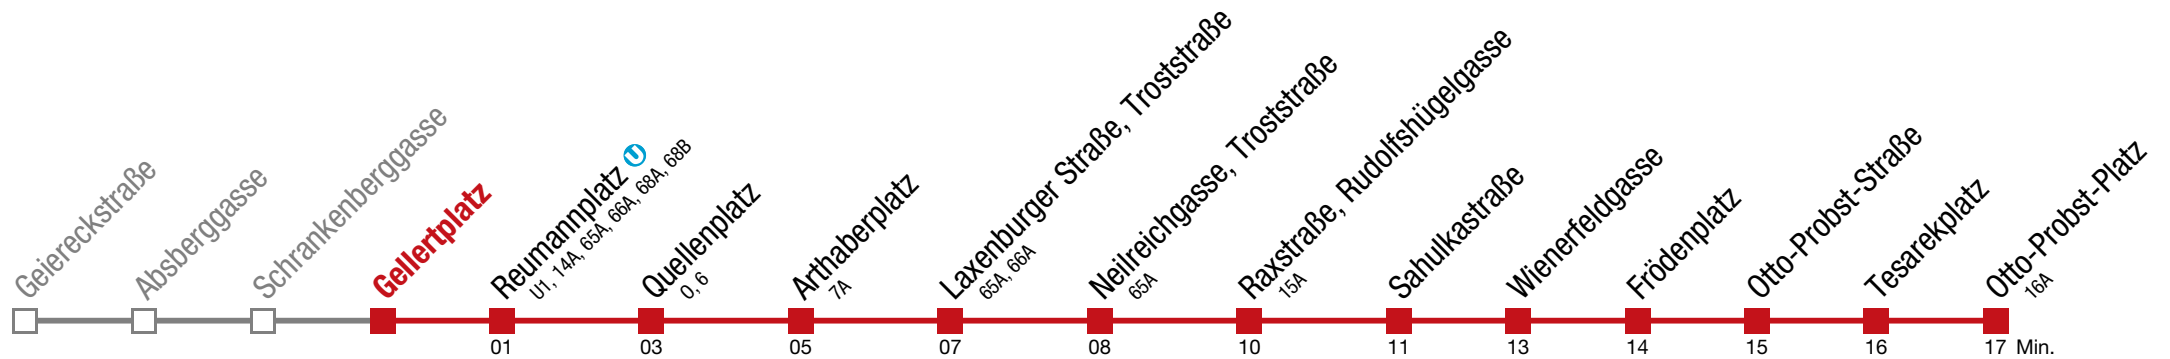 Geiereckstraße
Absberggasse
Schrankenberggasse
Gellertplatz
Reumannplatz U
U1, 14A, 65A, 66A, 68A, 68B
Quellenplatz
O, 6
Arthaberplatz
7A
Laxenburger Straße, Troststraße
65A, 66A
Neilreichgasse, Troststraße
65A
Raxstraße, Rudolfshügelgasse
15A
Sahulkastraße
Wienerfeldgasse
Frödenplatz
Otto-Probst-Straße
Tesarekplatz
Otto-Probst-Platz
16A
01 03 05 07 08 10 11 13 14 15 16 17 Min.